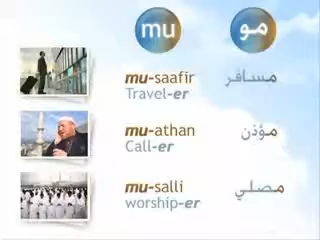 mu مو
mu-saafir مسافر
Travel-er
mu-athan مؤذن
Call-er
mu-salli مصلي
worship-er